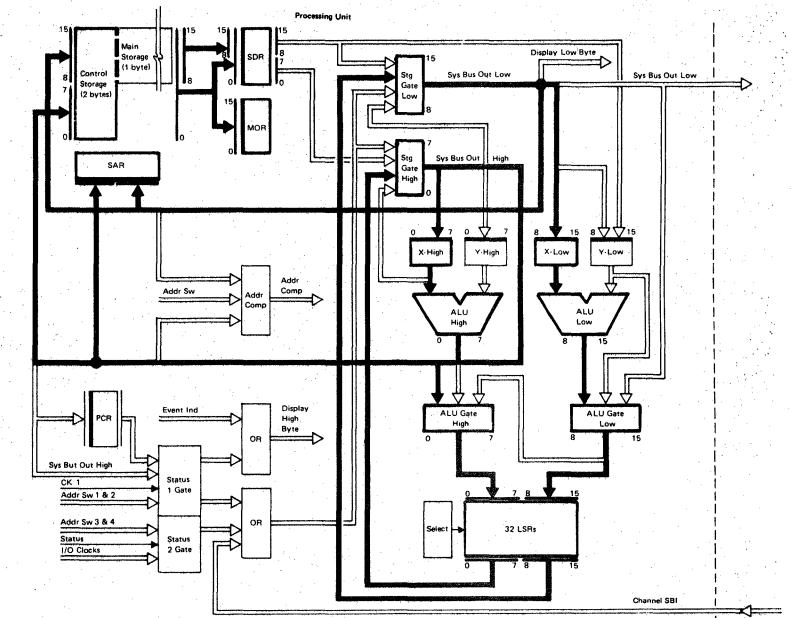 Processing Unit
15
15
15
15
Main
Storage
(1 byte)
8
8
7
SDR
Display Low Byte
15
Stg
Gate
Low
Sys Bus Out Low
Sys Bus Out Low
Control
Storage
(2 bytes)
8
7
8
0
0
15
MOR
8
0
0
0
7
Stg
Gate
High
Sys Bus Out High
0
SAR
0 7
0 7
8 15
8 15
X-High
Y-High
X-Low
Y-Low
Addr
Comp
Addr
Comp
Addr Sw
ALU
High
ALU
Low
0 7
8 15
Event Ind
Display
High
Byte
PCR
OR
ALU Gate
High
ALU Gate
Low
0 7
8 15
Sys But Out High
CK 1
Addr Sw 1 & 2
Status
1 Gate
0 7 8 15
OR
Addr Sw 3 & 4
Status
I/O Clocks
Status
2 Gate
Select
32 LSRs
0 7 8 15
Channel SBI